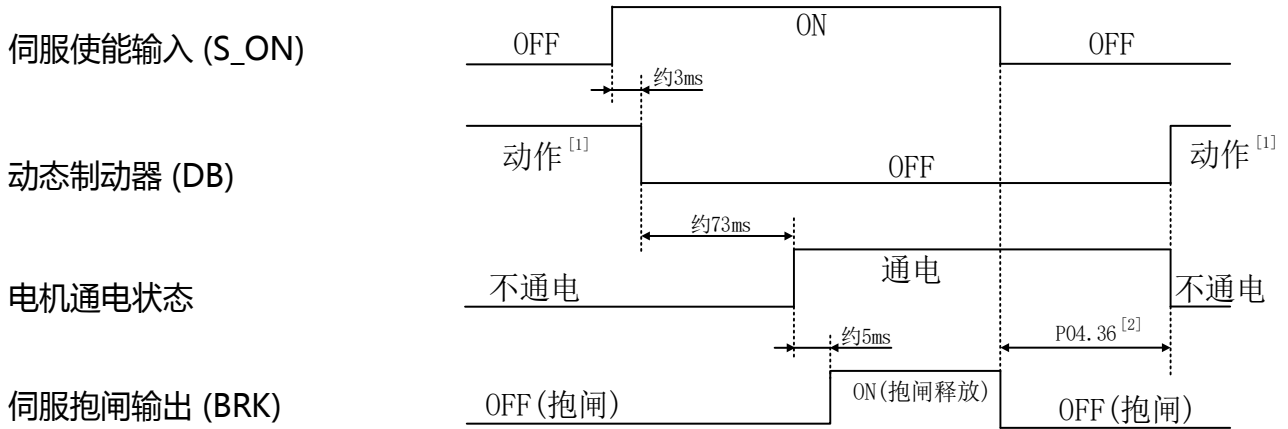 伺服使能输入 (S_ON)
OFF
ON
OFF
约3ms
动态制动器 (DB)
动作[1]
OFF
动作[1]
约73ms
电机通电状态
不通电
通电
不通电
约5ms
P04.36[2]
伺服抱闸输出 (BRK)
OFF(抱闸)
ON(抱闸释放)
OFF(抱闸)